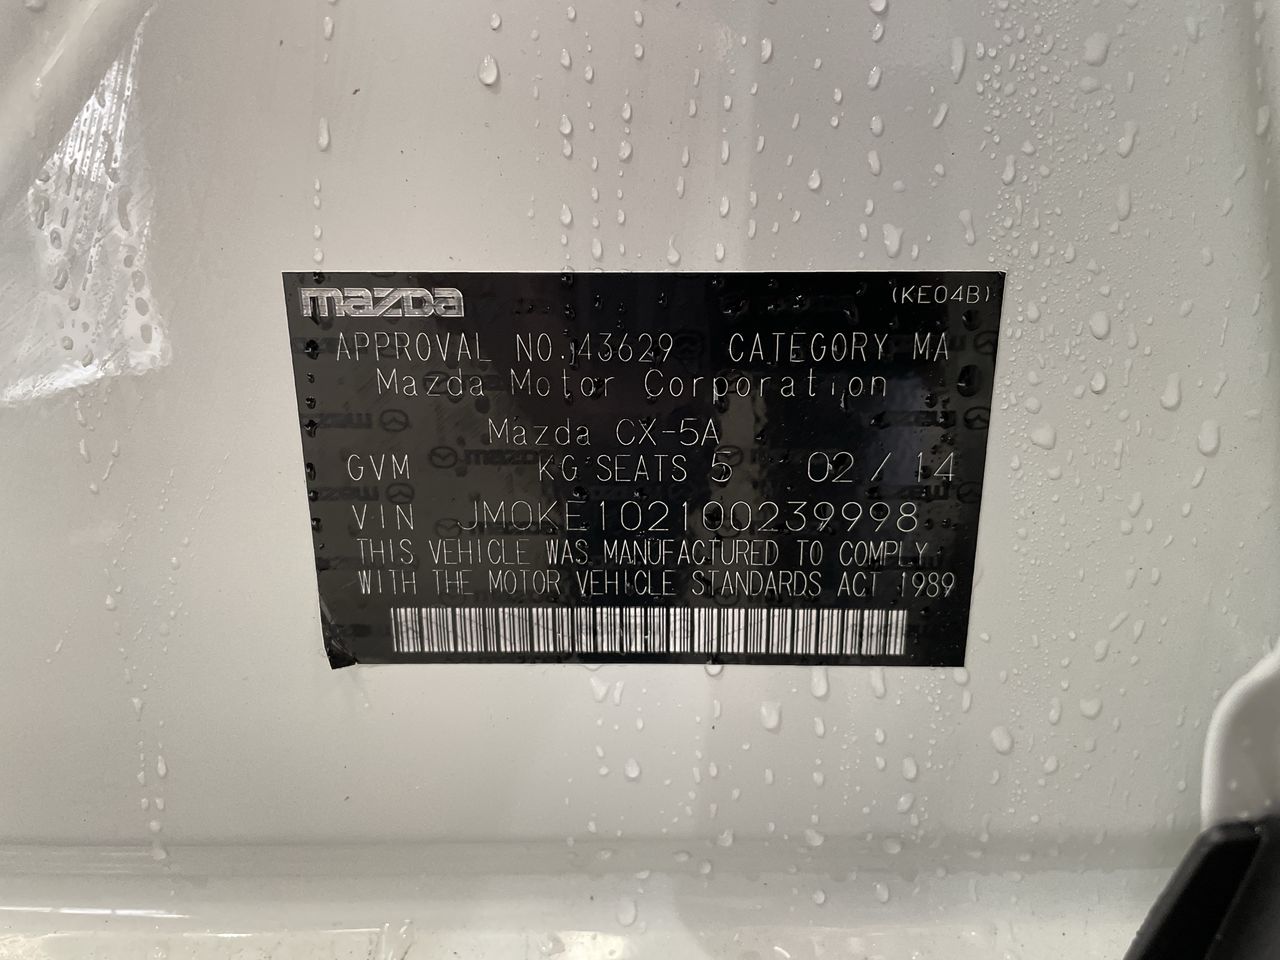 mazda (KE04B)
APPROVAL NO. 43629 CATEGORY MA
Mazda Motor Corporation
Mazda CX-5A
GVM KG SEATS 5 02/14
VIN JM0KE102100239998
THIS VEHICLE WAS MANUFACTURED TO COMPLY
WITH THE MOTOR VEHICLE STANDARDS ACT 1989